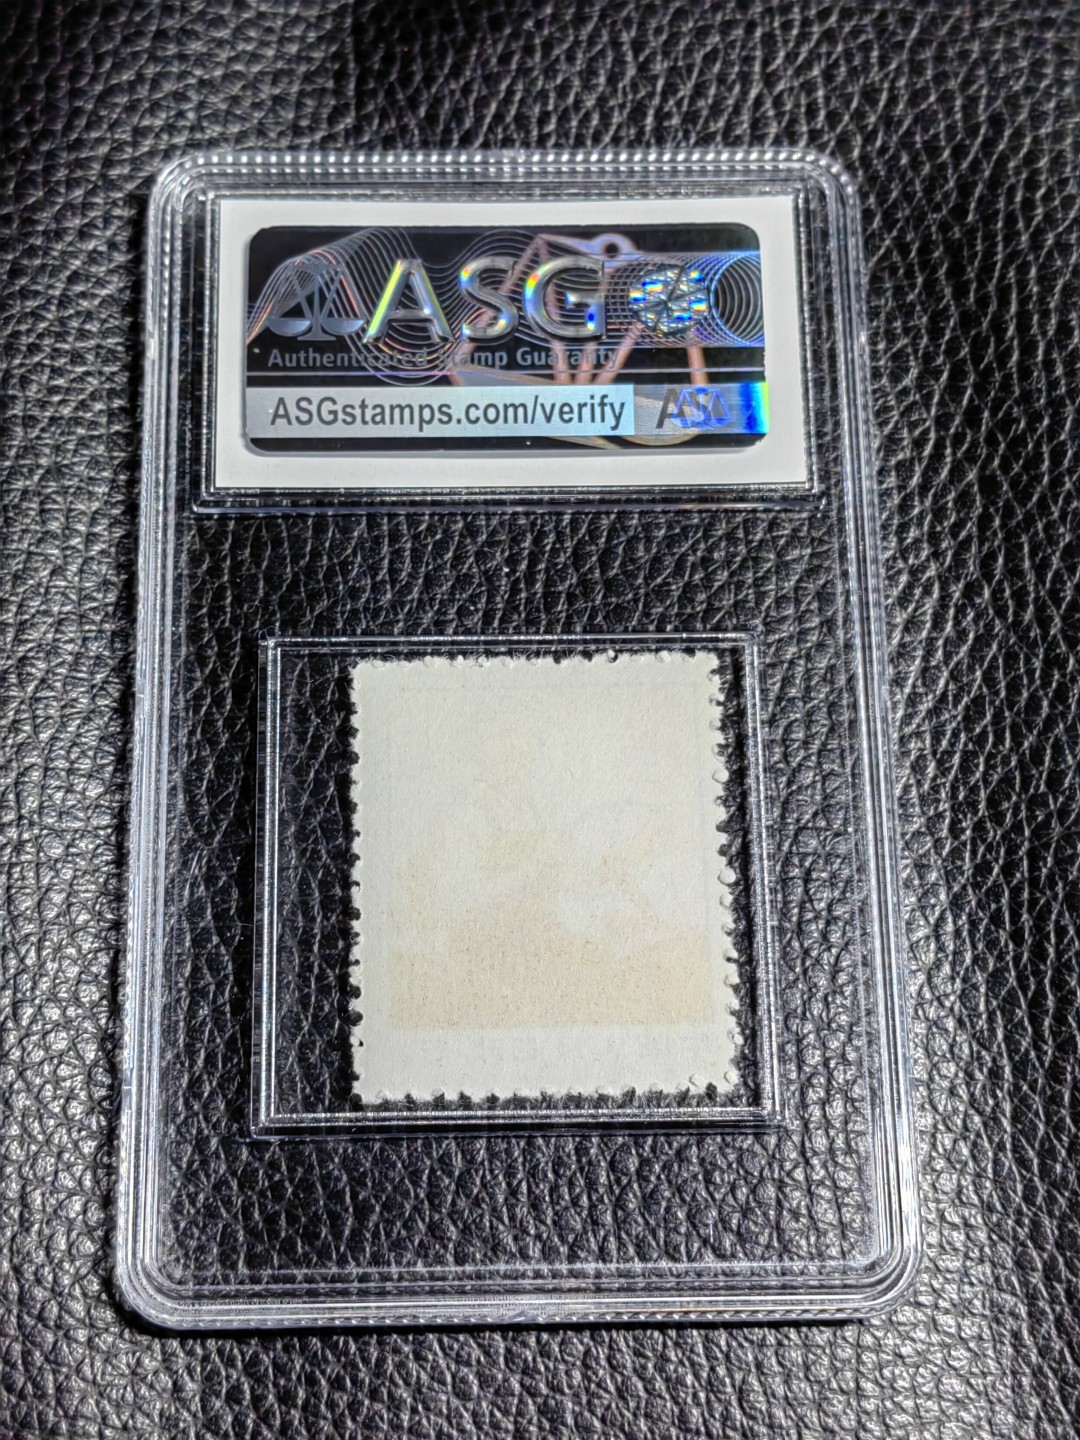 ASG
Authenticated Stamp Guaranty
ASGstamps.com/verify